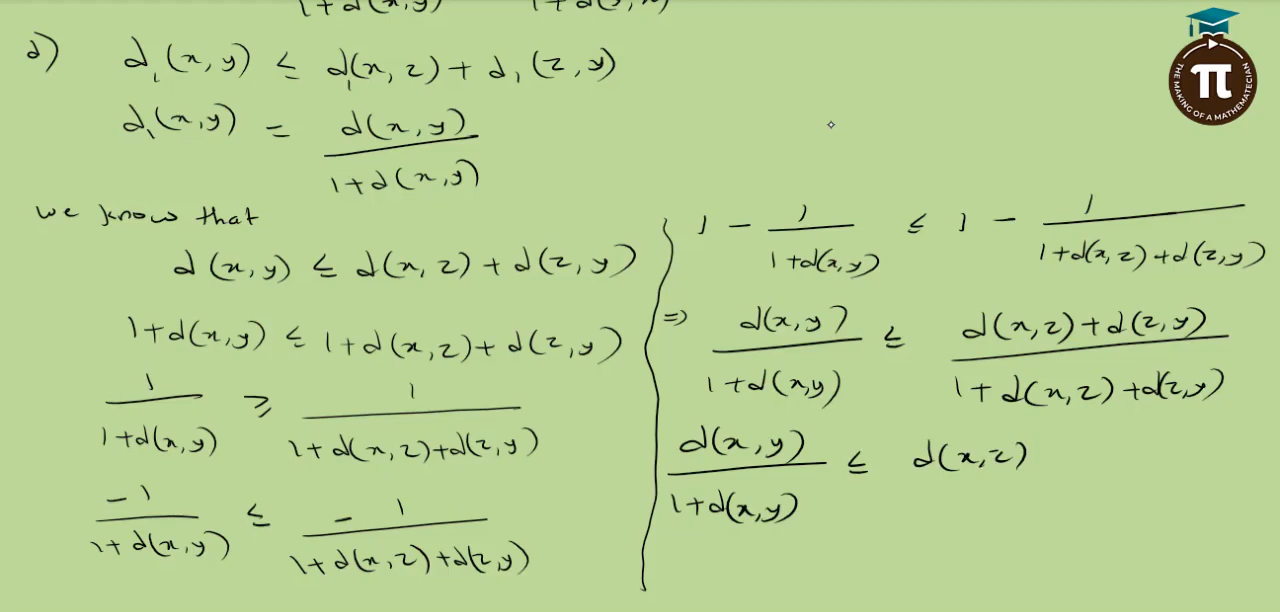 d) d₁(x,y) ≤ d₁(x,z) + d₁(z,y)
d₁(x,y) = d(x,y) / 1+d(x,y)
we know that
d(x,y) ≤ d(x,z) + d(z,y)
1+d(x,y) ≤ 1+d(x,z)+d(z,y)
1 / 1+d(x,y) ≥ 1 / 1+d(x,z)+d(z,y)
-1 / 1+d(x,y) ≤ -1 / 1+d(x,z)+d(z,y)
1 - 1 / 1+d(x,y) ≤ 1 - 1 / 1+d(x,z)+d(z,y)
⇒ d(x,y) / 1+d(x,y) ≤ d(x,z)+d(z,y) / 1+d(x,z)+d(z,y)
d(x,y) / 1+d(x,y) ≤ d(x,z)
π
THE MAKING OF A MATHEMATECIAN